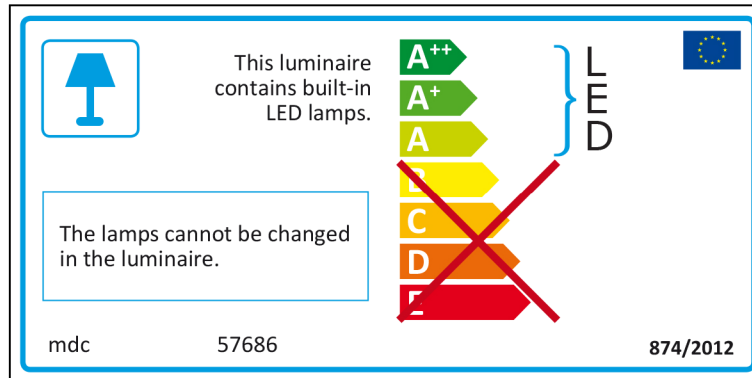 This luminaire
contains built-in
LED lamps.
A++
A+
A
B
C
D
E
L
E
D
The lamps cannot be changed
in the luminaire.
mdc 57686
874/2012